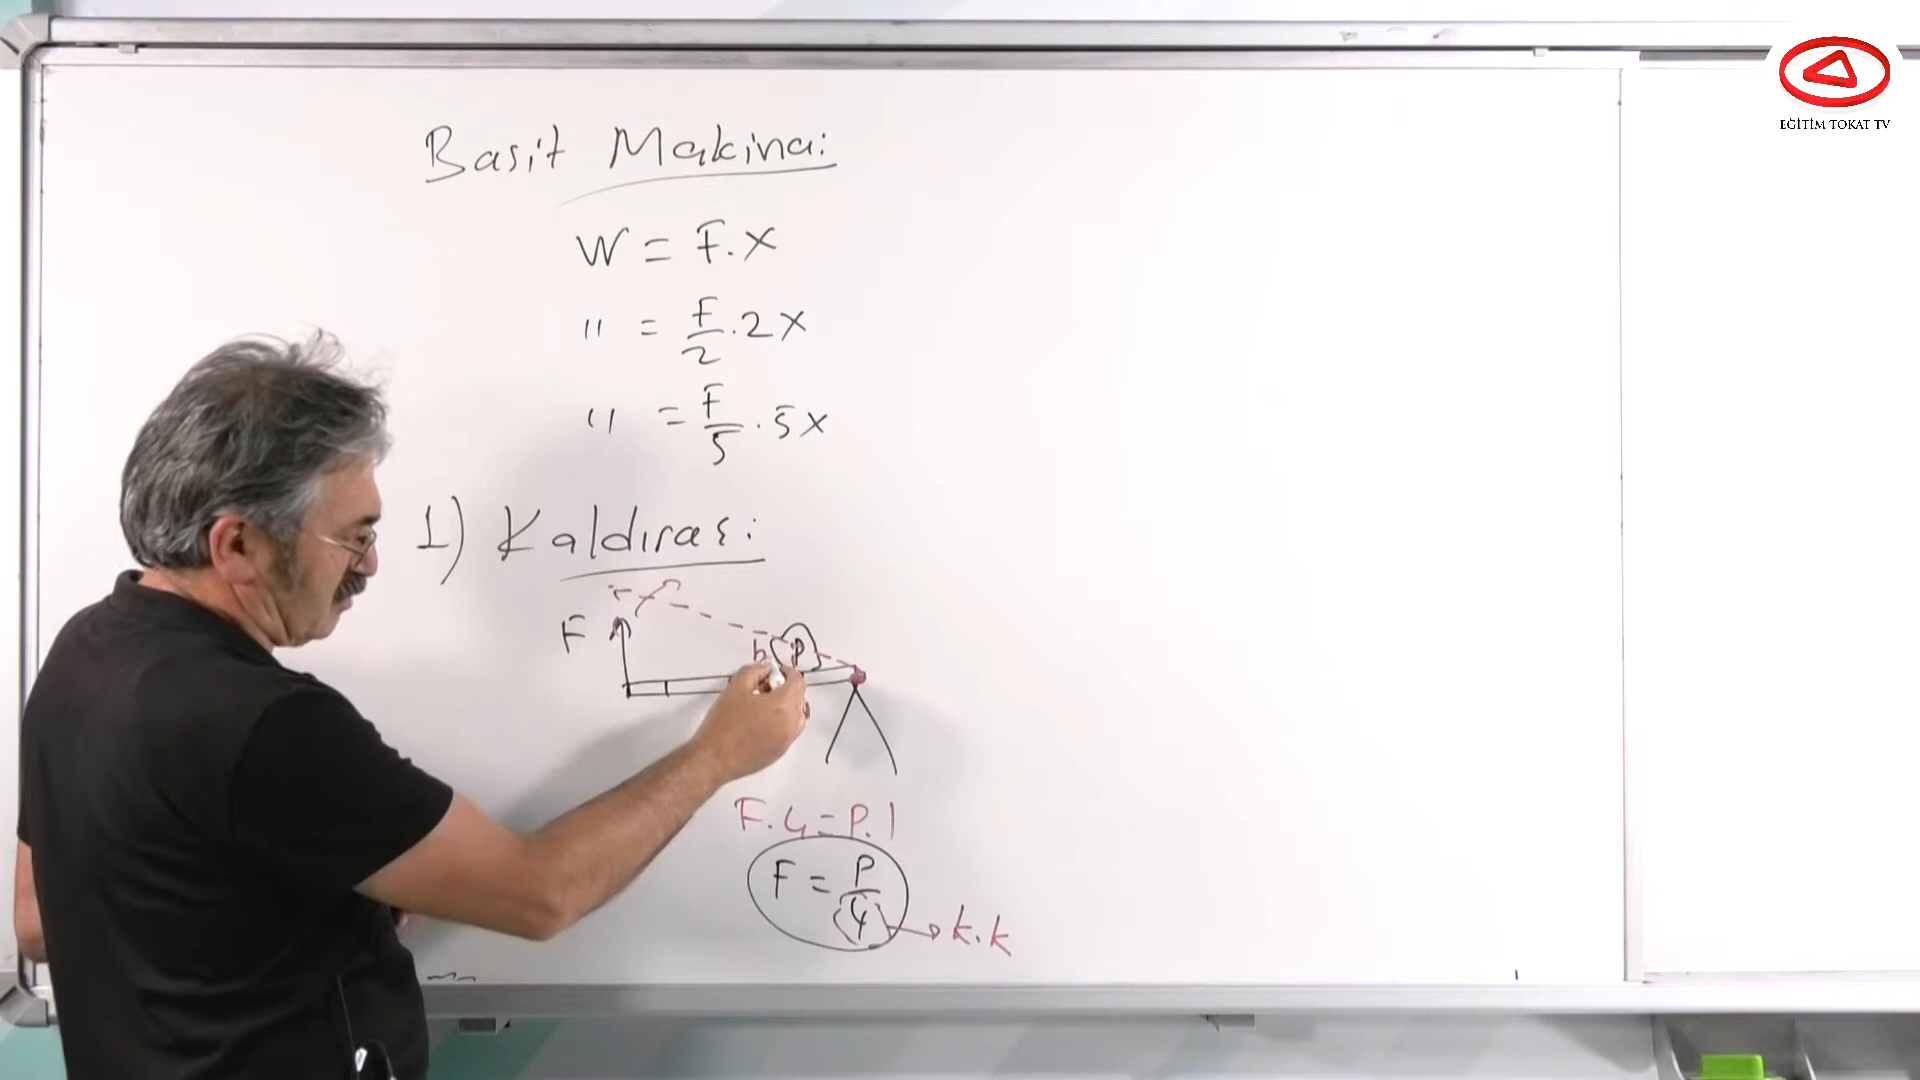 EĞİTİM TOKAT TV
Basit Makina:
W = F.x
" = F/2 . 2x
" = F/5 . 5x
1) Kaldıraç:
F
h
P
F.4=P.1
F = P/4 → k.k